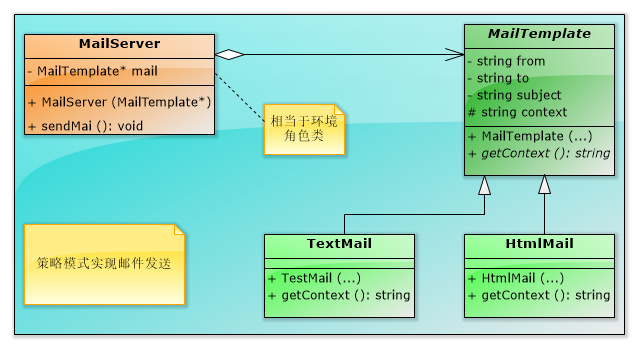 MailServer
- MailTemplate* mail
+ MailServer (MailTemplate*)
+ sendMai (): void
MailTemplate
- string from
- string to
- string subject
# string context
+ MailTemplate (...)
+ getContext (): string
相当于环境
角色类
策略模式实现邮件发送
TextMail
+ TestMail (...)
+ getContext (): string
HtmlMail
+ HtmlMail (...)
+ getContext (): string